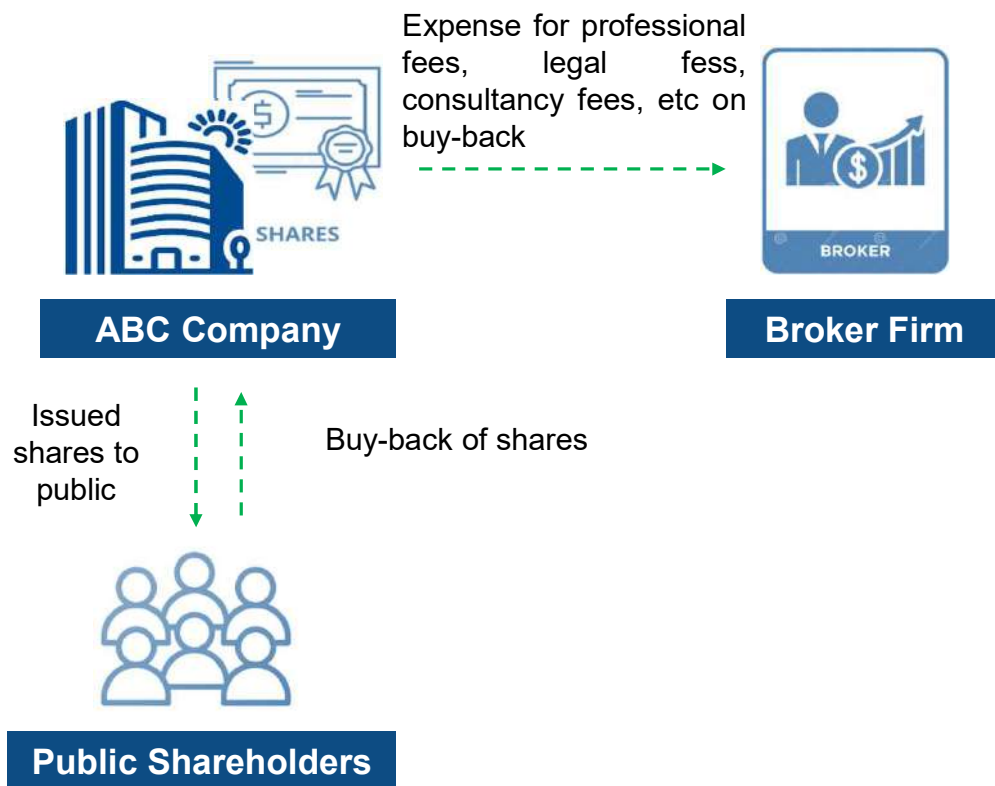 Expense for professional
fees, legal fess,
consultancy fees, etc on
buy-back
SHARES
BROKER
ABC Company
Broker Firm
Issued
shares to
public
Buy-back of shares
Public Shareholders